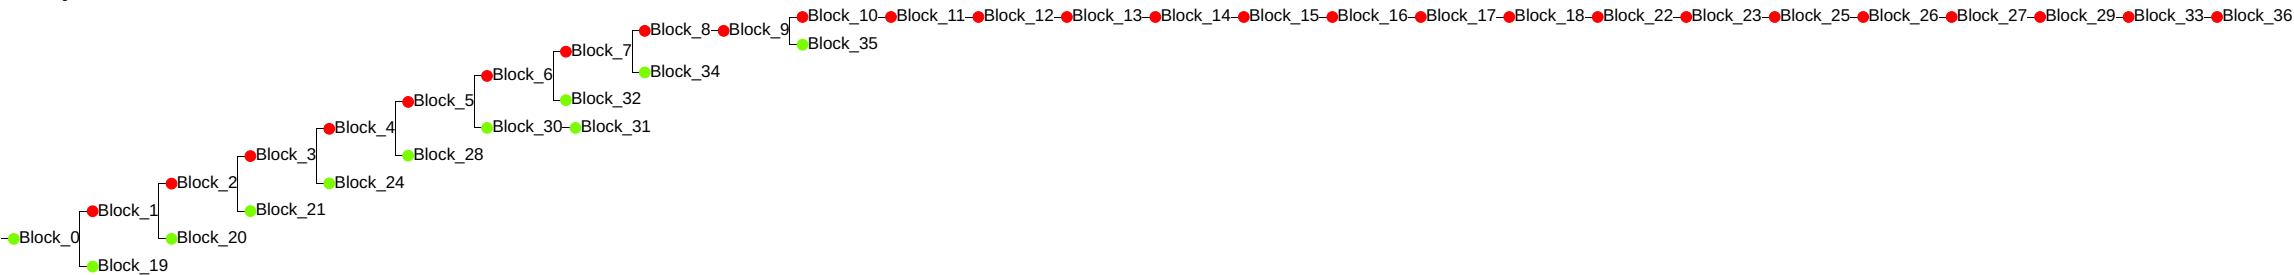 Block_10 Block_11 Block_12 Block_13 Block_14 Block_15 Block_16 Block_17 Block_18 Block_22 Block_23 Block_25 Block_26 Block_27 Block_29 Block_33 Block_36
Block_8 Block_9
Block_35
Block_7
Block_34
Block_6
Block_32
Block_5
Block_30 Block_31
Block_4
Block_28
Block_3
Block_24
Block_2
Block_21
Block_1
Block_20
Block_0
Block_19